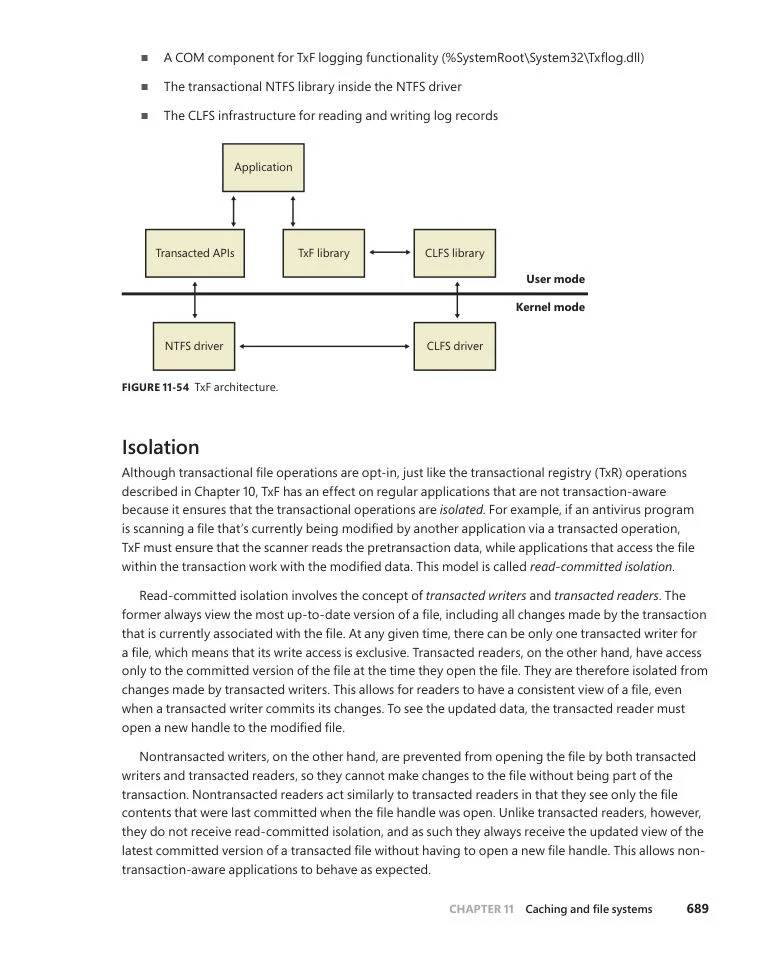 ■ A COM component for TxF logging functionality (%SystemRoot\System32\Txflog.dll)
■ The transactional NTFS library inside the NTFS driver
■ The CLFS infrastructure for reading and writing log records
Application
Transacted APIs
TxF library
CLFS library
User mode
Kernel mode
NTFS driver
CLFS driver
FIGURE 11-54 TxF architecture.
Isolation
Although transactional file operations are opt-in, just like the transactional registry (TxR) operations
described in Chapter 10, TxF has an effect on regular applications that are not transaction-aware
because it ensures that the transactional operations are isolated. For example, if an antivirus program
is scanning a file that’s currently being modified by another application via a transacted operation,
TxF must ensure that the scanner reads the pretransaction data, while applications that access the file
within the transaction work with the modified data. This model is called read-committed isolation.
Read-committed isolation involves the concept of transacted writers and transacted readers. The
former always view the most up-to-date version of a file, including all changes made by the transaction
that is currently associated with the file. At any given time, there can be only one transacted writer for
a file, which means that its write access is exclusive. Transacted readers, on the other hand, have access
only to the committed version of the file at the time they open the file. They are therefore isolated from
changes made by transacted writers. This allows for readers to have a consistent view of a file, even
when a transacted writer commits its changes. To see the updated data, the transacted reader must
open a new handle to the modified file.
Nontransacted writers, on the other hand, are prevented from opening the file by both transacted
writers and transacted readers, so they cannot make changes to the file without being part of the
transaction. Nontransacted readers act similarly to transacted readers in that they see only the file
contents that were last committed when the file handle was open. Unlike transacted readers, however,
they do not receive read-committed isolation, and as such they always receive the updated view of the
latest committed version of a transacted file without having to open a new file handle. This allows non-
transaction-aware applications to behave as expected.
CHAPTER 11 Caching and file systems 689